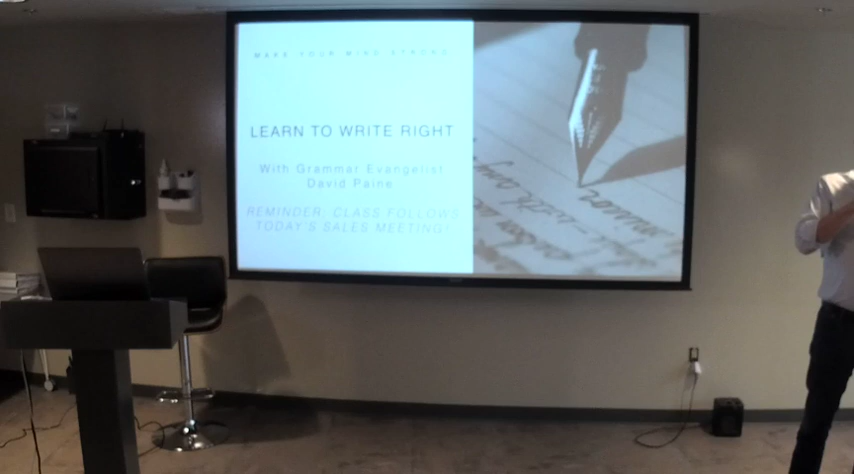 MAKE YOUR MIND STRONG
LEARN TO WRITE RIGHT
With Grammar Evangelist
David Paine
REMINDER: CLASS FOLLOWS
TODAY'S SALES MEETING!